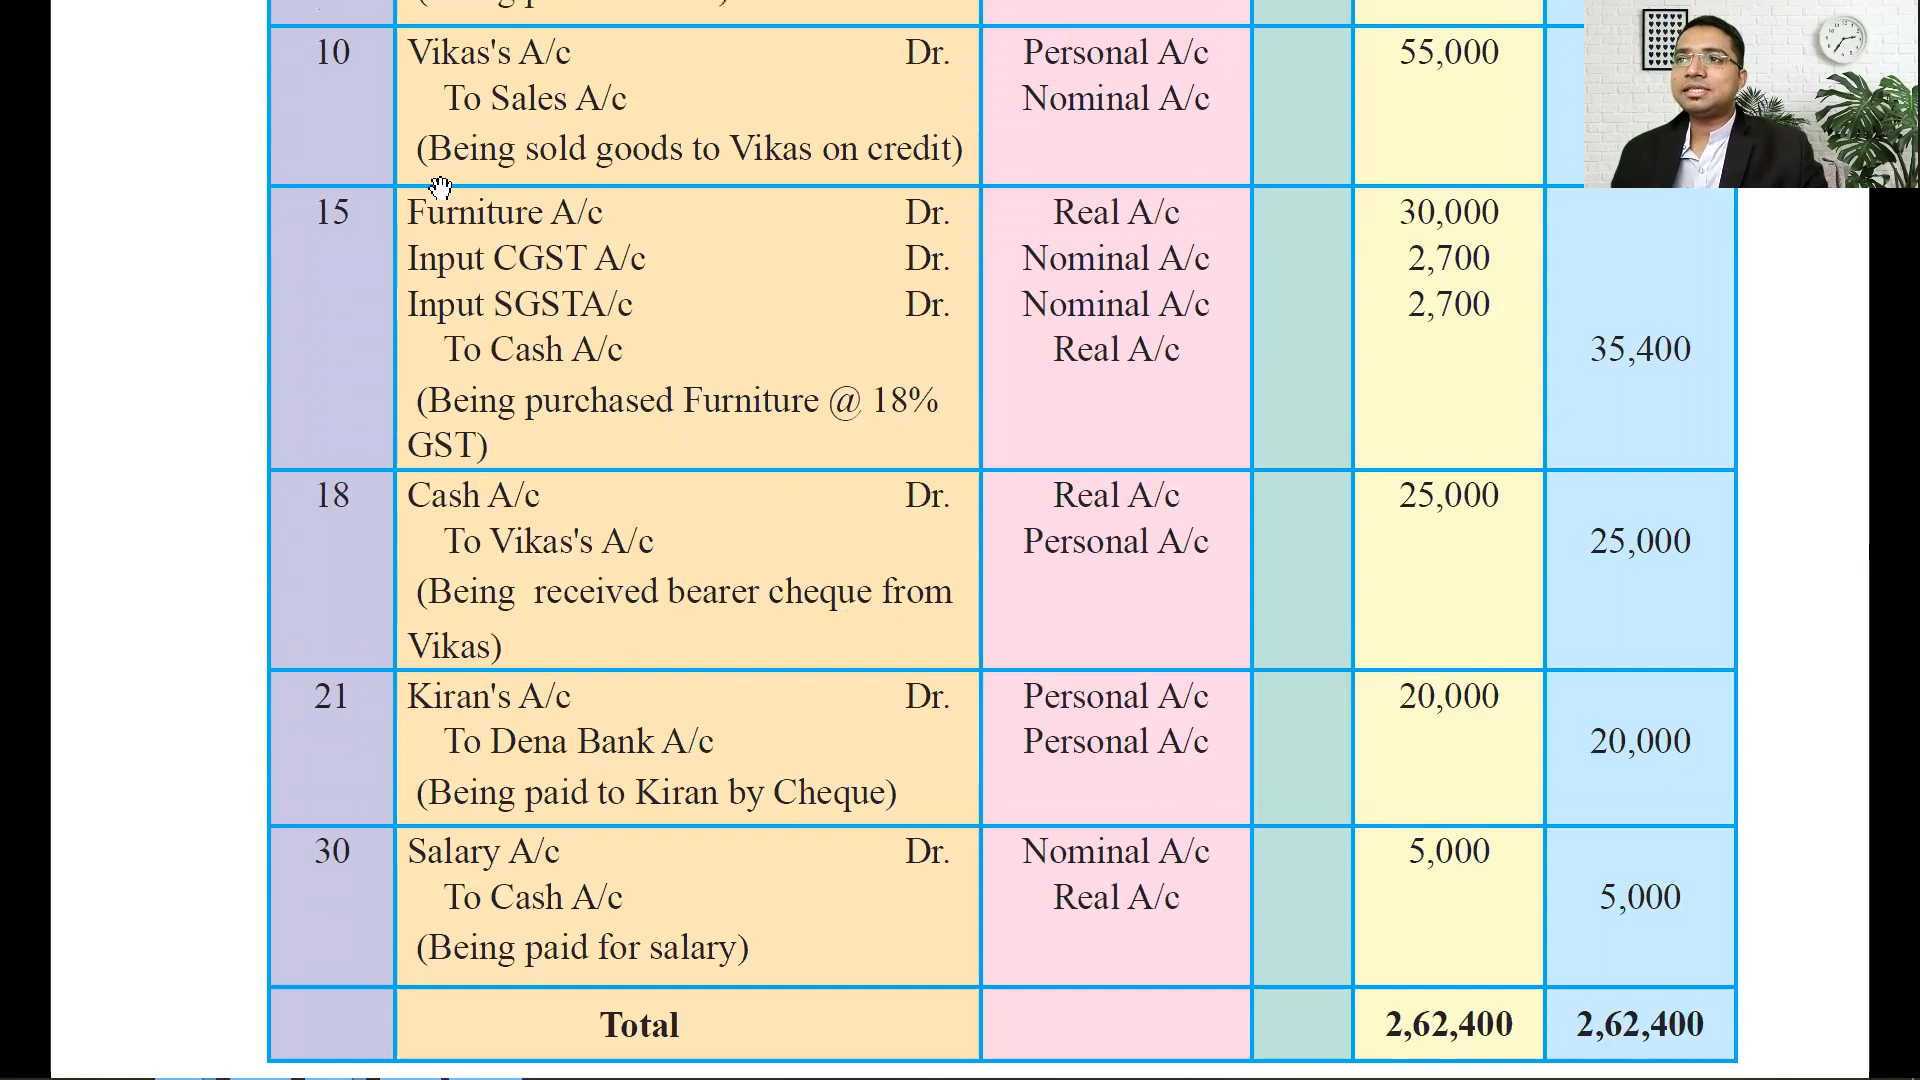 10 Vikas's A/c Dr. Personal A/c 55,000
To Sales A/c Nominal A/c
(Being sold goods to Vikas on credit)
15 Furniture A/c Dr. Real A/c 30,000
Input CGST A/c Dr. Nominal A/c 2,700
Input SGSTA/c Dr. Nominal A/c 2,700
To Cash A/c Real A/c 35,400
(Being purchased Furniture @ 18%
GST)
18 Cash A/c Dr. Real A/c 25,000
To Vikas's A/c Personal A/c 25,000
(Being received bearer cheque from
Vikas)
21 Kiran's A/c Dr. Personal A/c 20,000
To Dena Bank A/c Personal A/c 20,000
(Being paid to Kiran by Cheque)
30 Salary A/c Dr. Nominal A/c 5,000
To Cash A/c Real A/c 5,000
(Being paid for salary)
Total 2,62,400 2,62,400